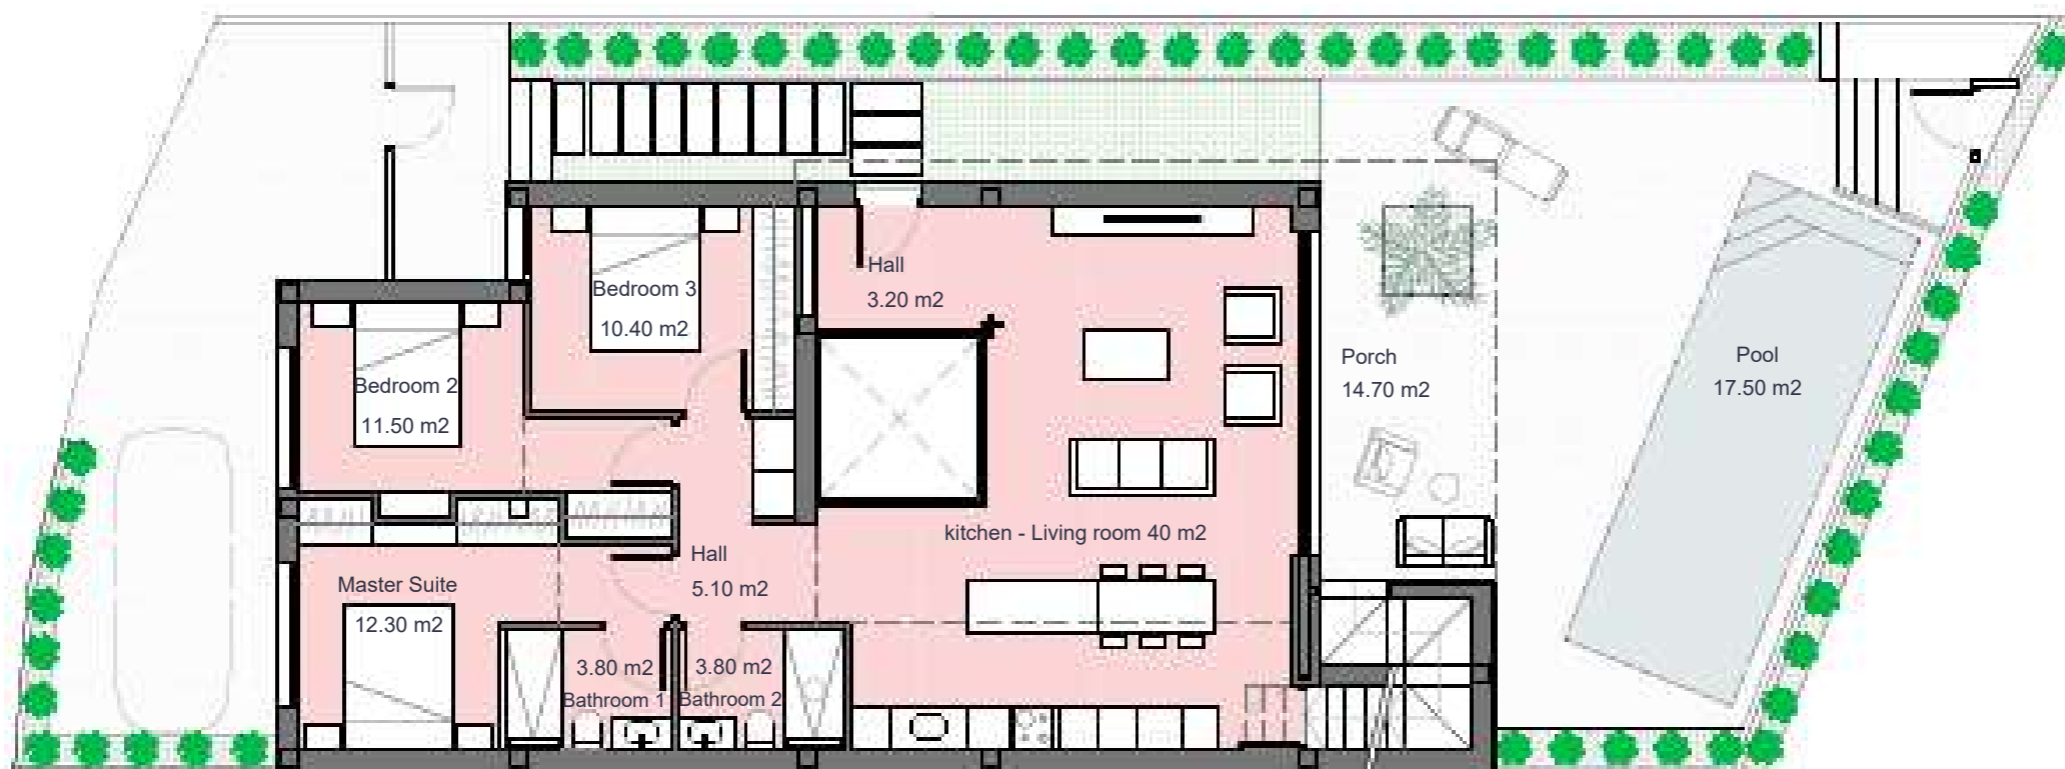 Hall
3.20 m2
Bedroom 3
10.40 m2
Bedroom 2
11.50 m2
Porch
14.70 m2
Pool
17.50 m2
kitchen - Living room 40 m2
Hall
5.10 m2
Master Suite
12.30 m2
3.80 m2
Bathroom 1
3.80 m2
Bathroom 2